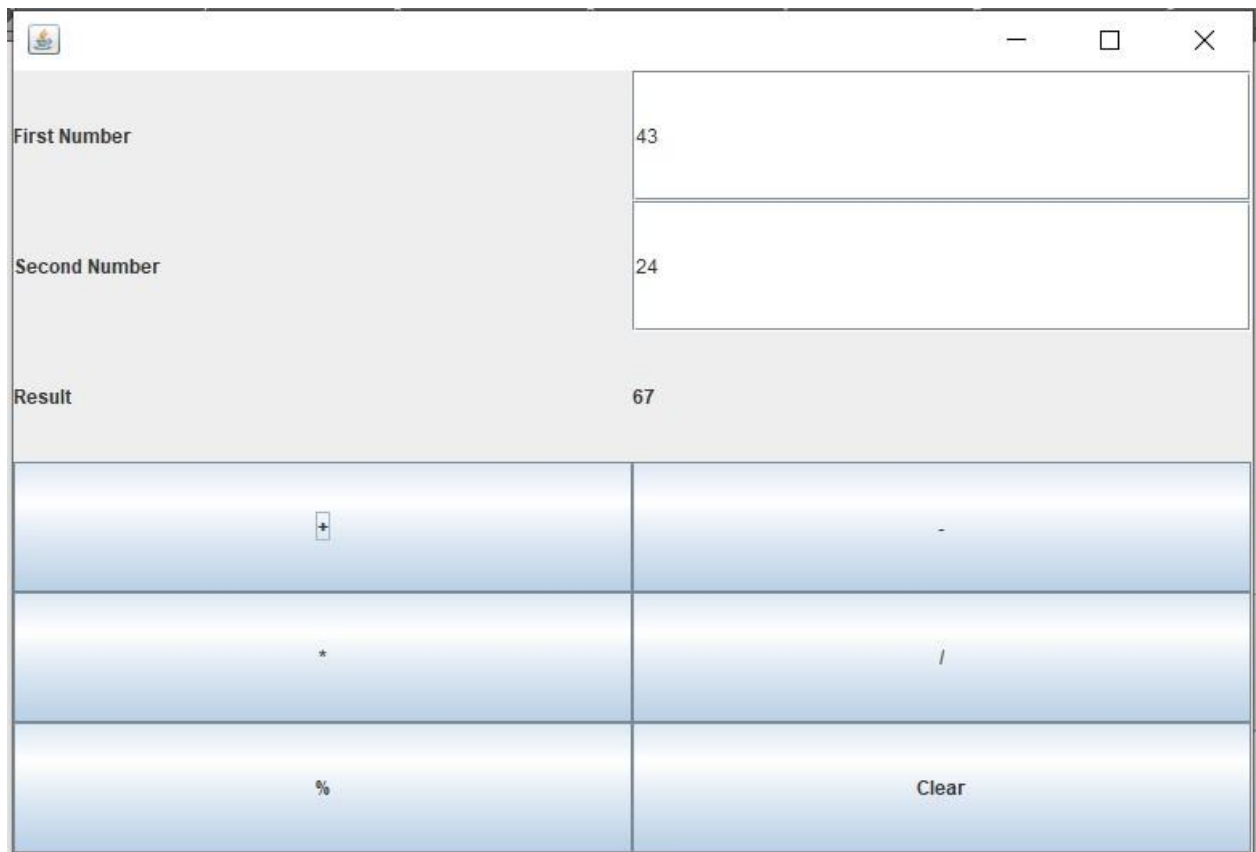 First Number 43
Second Number 24
Result 67
+ -
* /
% Clear